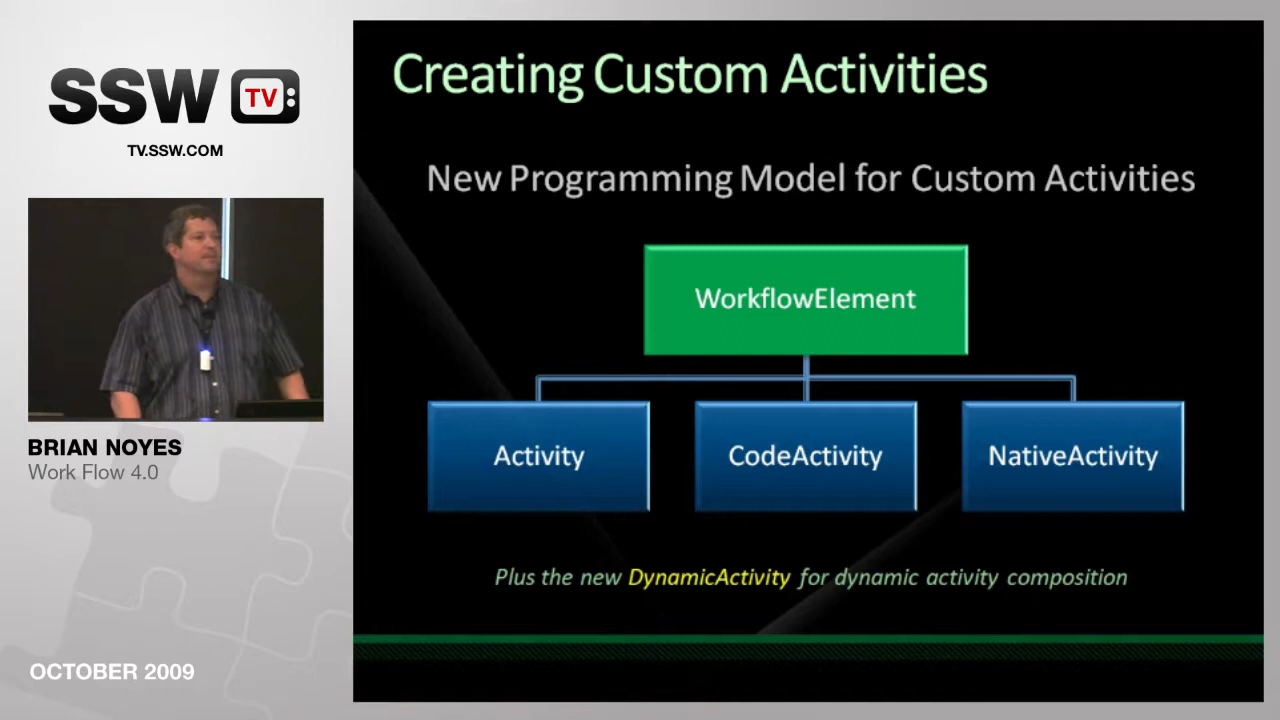 SSW TV:
TV.SSW.COM
BRIAN NOYES
Work Flow 4.0
OCTOBER 2009
Creating Custom Activities
New Programming Model for Custom Activities
WorkflowElement
Activity
CodeActivity
NativeActivity
Plus the new DynamicActivity for dynamic activity composition